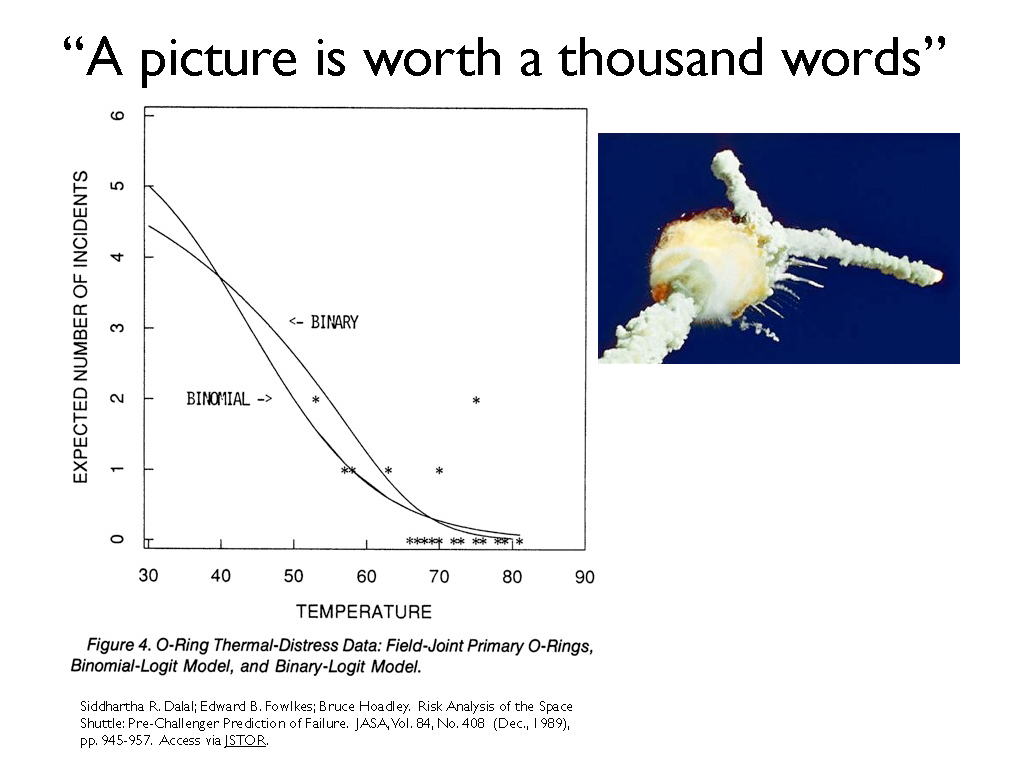 “A picture is worth a thousand words”
6
5
4
3
2
1
0
EXPECTED NUMBER OF INCIDENTS
<- BINARY
BINOMIAL ->
30 40 50 60 70 80 90
TEMPERATURE
Figure 4. O-Ring Thermal-Distress Data: Field-Joint Primary O-Rings,
Binomial-Logit Model, and Binary-Logit Model.
Siddhartha R. Dalal; Edward B. Fowlkes; Bruce Hoadley. Risk Analysis of the Space
Shuttle: Pre-Challenger Prediction of Failure. JASA, Vol. 84, No. 408 (Dec., 1989),
pp. 945-957. Access via JSTOR.